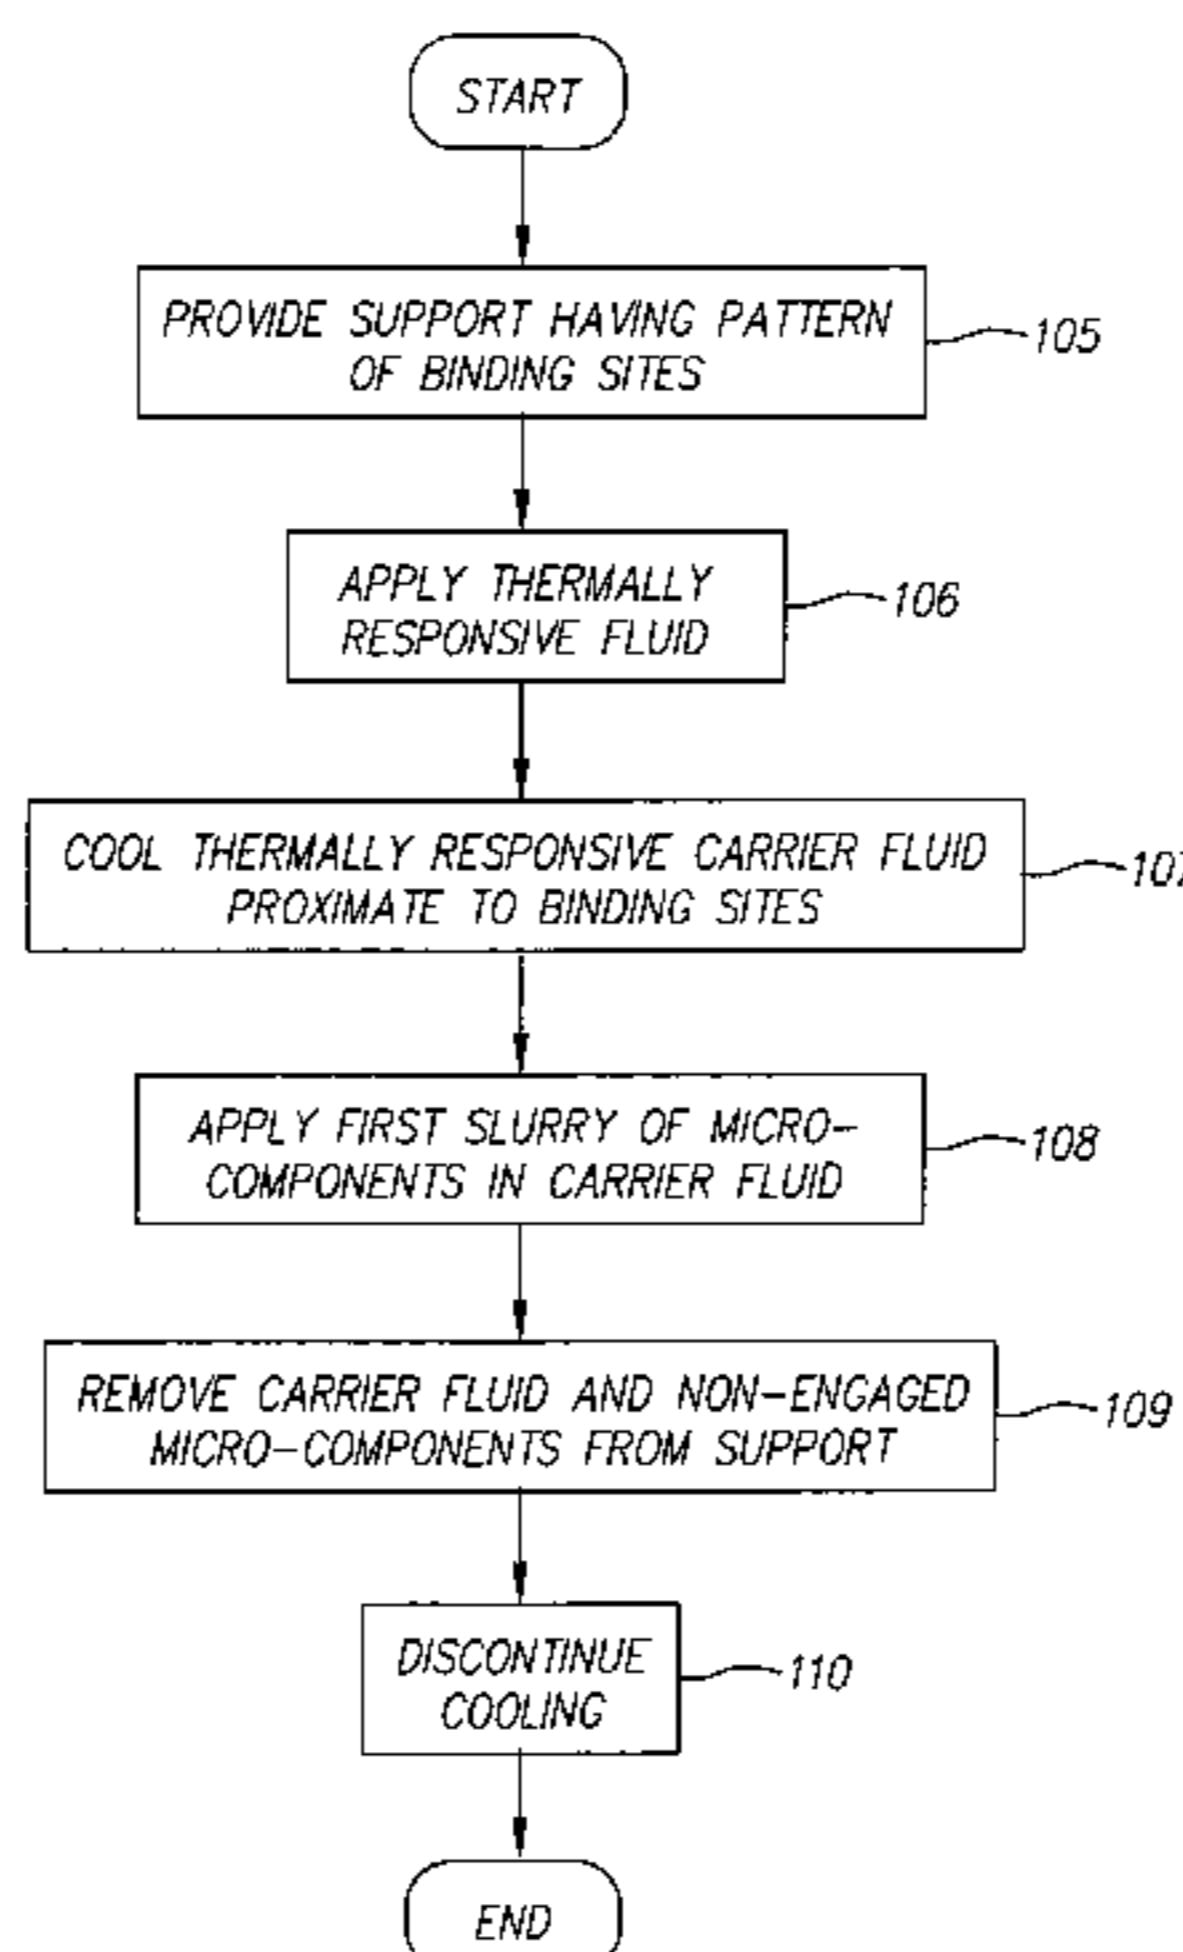 START
PROVIDE SUPPORT HAVING PATTERN
OF BINDING SITES
105
APPLY THERMALLY
RESPONSIVE FLUID
106
COOL THERMALLY RESPONSIVE CARRIER FLUID
PROXIMATE TO BINDING SITES
107
APPLY FIRST SLURRY OF MICRO-
COMPONENTS IN CARRIER FLUID
108
REMOVE CARRIER FLUID AND NON-ENGAGED
MICRO-COMPONENTS FROM SUPPORT
109
DISCONTINUE
COOLING
110
END